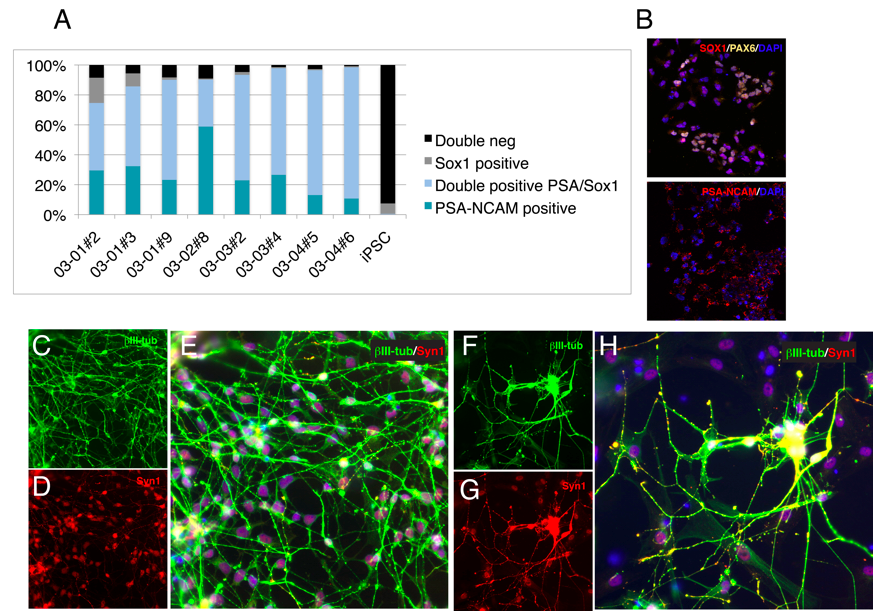 A
100%
80%
60%
40%
20%
0%
03-01#2
03-01#3
03-01#9
03-02#8
03-03#2
03-03#4
03-04#5
03-04#6
iPSC
Double neg
Sox1 positive
Double positive PSA/Sox1
PSA-NCAM positive
B
SOX1/PAX6/DAPI
PSA-NCAM/DAPI
C
βIII-tub
D
Syn1
E
βIII-tub/Syn1
F
βIII-tub
G
Syn1
H
βIII-tub/Syn1